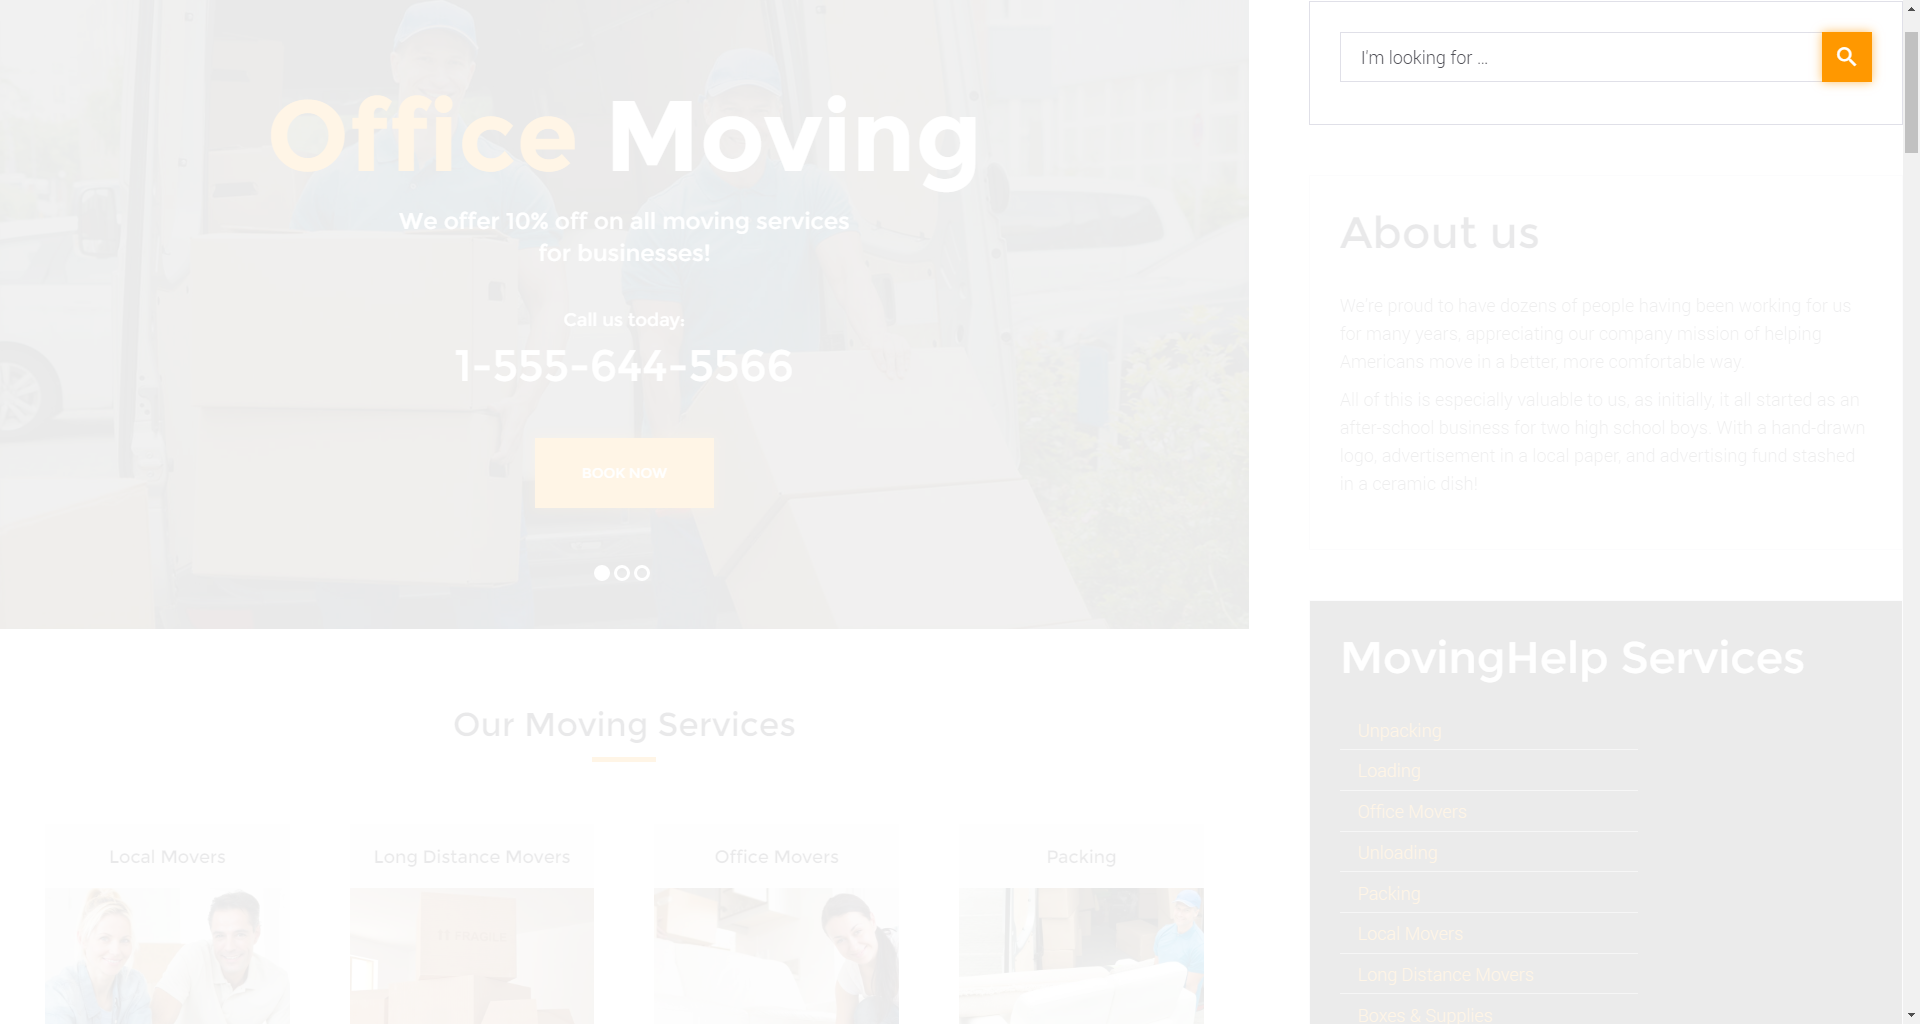 Office Moving
We offer 10% off on all moving services
for businesses!
Call us today:
1-555-644-5566
BOOK NOW
Our Moving Services
Local Movers
Long Distance Movers
Office Movers
Packing
FRAGILE
I'm looking for ...
About us
We're proud to have dozens of people having been working for us
for many years, appreciating our company mission of helping
Americans move in a better, more comfortable way.
All of this is especially valuable to us, as initially, it all started as an
after-school business for two high school boys. With a hand-drawn
logo, advertisement in a local paper, and advertising fund stashed
in a ceramic dish!
MovingHelp Services
Unpacking
Loading
Office Movers
Unloading
Packing
Local Movers
Long Distance Movers
Boxes & Supplies